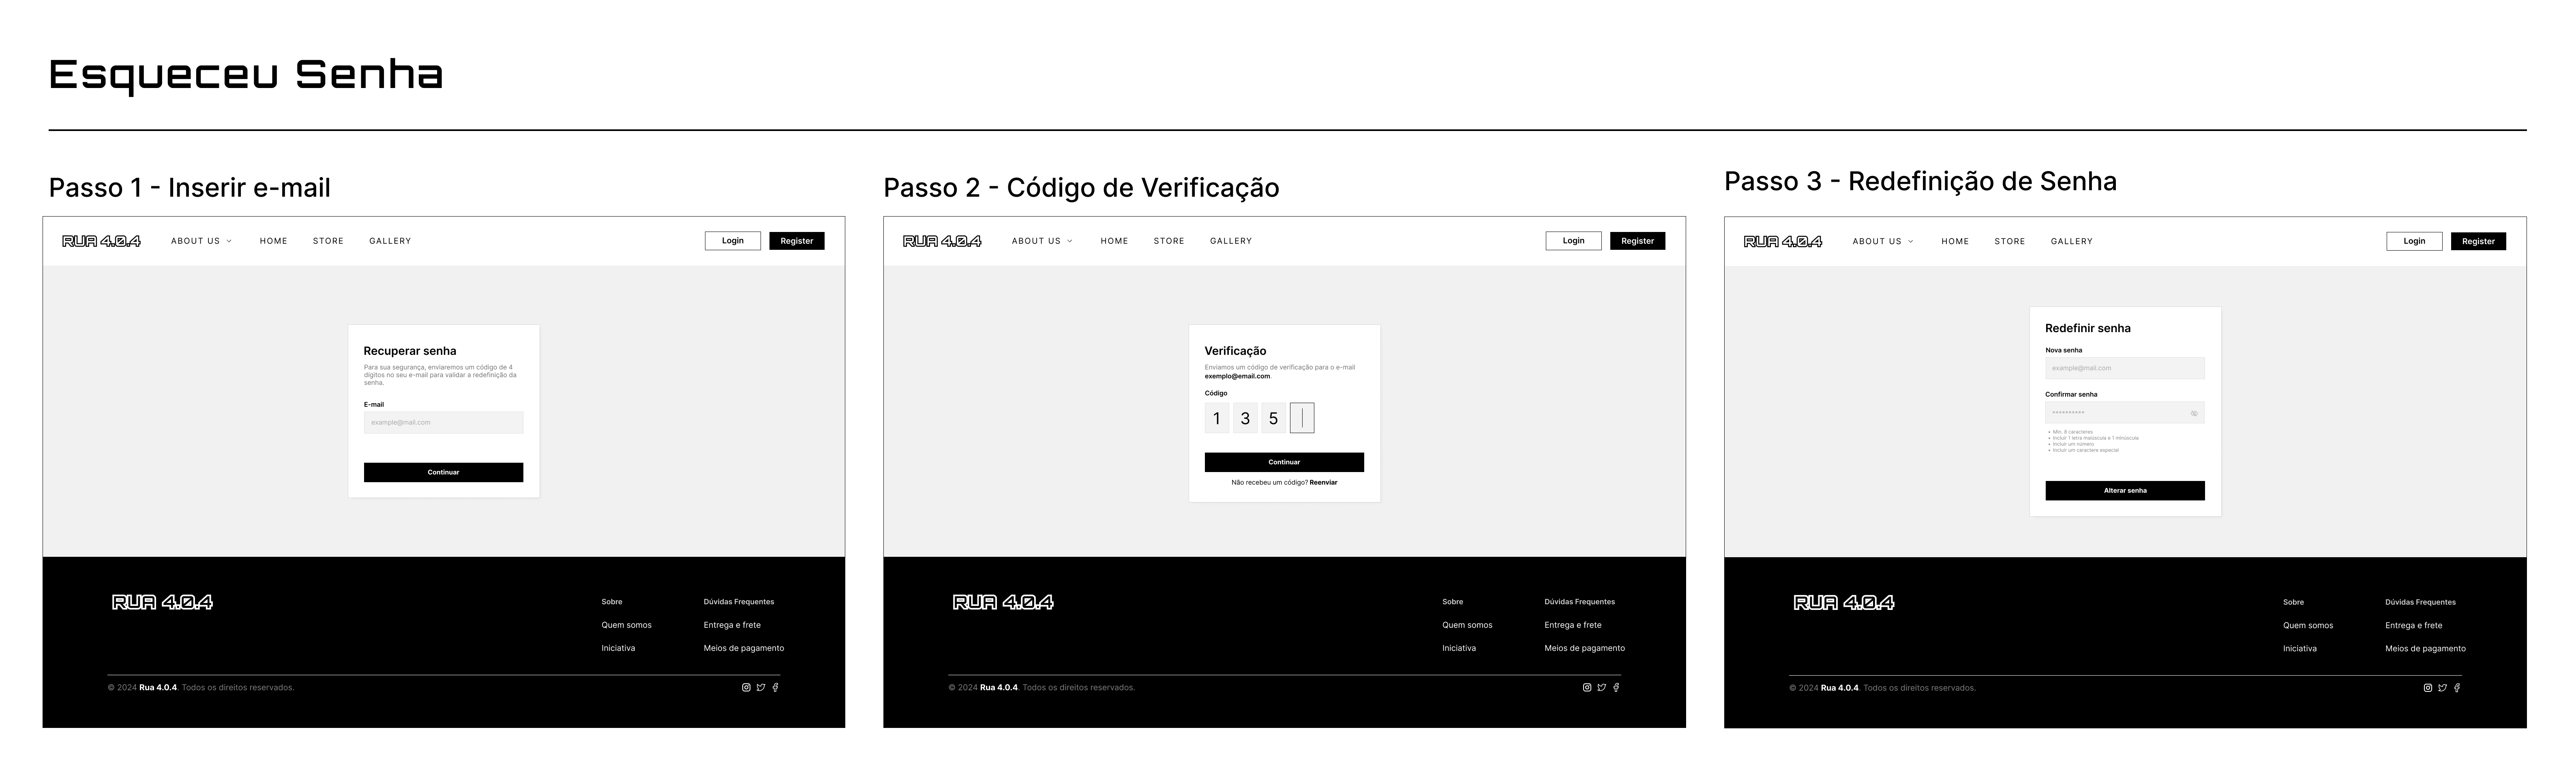 Esqueceu Senha
Passo 1 - Inserir e-mail
RUA 4.0.4 ABOUT US HOME STORE GALLERY Login Register
Recuperar senha
Para sua segurança, enviaremos um código de 4
dígitos no seu e-mail para validar a redefinição da
senha.
E-mail
example@mail.com
Continuar
RUA 4.0.4
Sobre
Quem somos
Iniciativa
Dúvidas Frequentes
Entrega e frete
Meios de pagamento
© 2024 Rua 4.0.4. Todos os direitos reservados.
Passo 2 - Código de Verificação
RUA 4.0.4 ABOUT US HOME STORE GALLERY Login Register
Verificação
Enviamos um código de verificação para o e-mail
exemplo@email.com.
Código
1 3 5
Continuar
Não recebeu um código? Reenviar
RUA 4.0.4
Sobre
Quem somos
Iniciativa
Dúvidas Frequentes
Entrega e frete
Meios de pagamento
© 2024 Rua 4.0.4. Todos os direitos reservados.
Passo 3 - Redefinição de Senha
RUA 4.0.4 ABOUT US HOME STORE GALLERY Login Register
Redefinir senha
Nova senha
example@mail.com
Confirmar senha
**********
• Min. 8 caracteres
• Incluir 1 letra maiúscula e 1 minúscula
• Incluir um número
• Incluir um caractere especial
Alterar senha
RUA 4.0.4
Sobre
Quem somos
Iniciativa
Dúvidas Frequentes
Entrega e frete
Meios de pagamento
© 2024 Rua 4.0.4. Todos os direitos reservados.